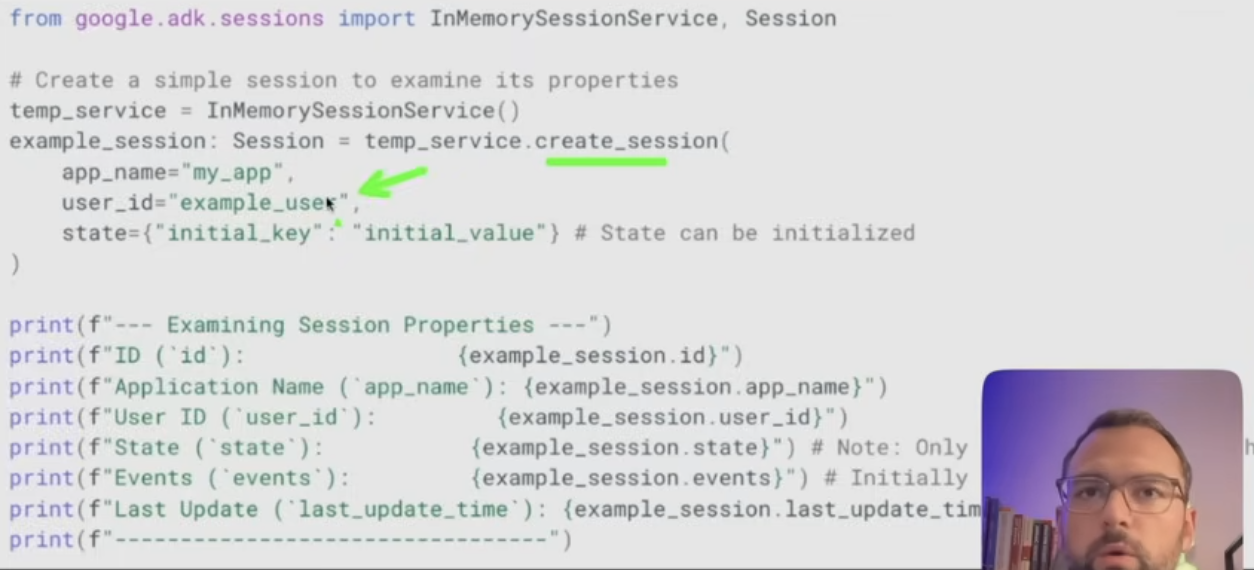 from google.adk.sessions import InMemorySessionService, Session
# Create a simple session to examine its properties
temp_service = InMemorySessionService()
example_session: Session = temp_service.create_session(
    app_name="my_app",
    user_id="example_user",
    state={"initial_key": "initial_value"} # State can be initialized
)
print(f"--- Examining Session Properties ---")
print(f"ID (`id`):                {example_session.id}")
print(f"Application Name (`app_name`): {example_session.app_name}")
print(f"User ID (`user_id`):         {example_session.user_id}")
print(f"State (`state`):           {example_session.state}") # Note: Only
print(f"Events (`events`):         {example_session.events}") # Initially
print(f"Last Update (`last_update_time`): {example_session.last_update_tim
print(f"---------------------------------")